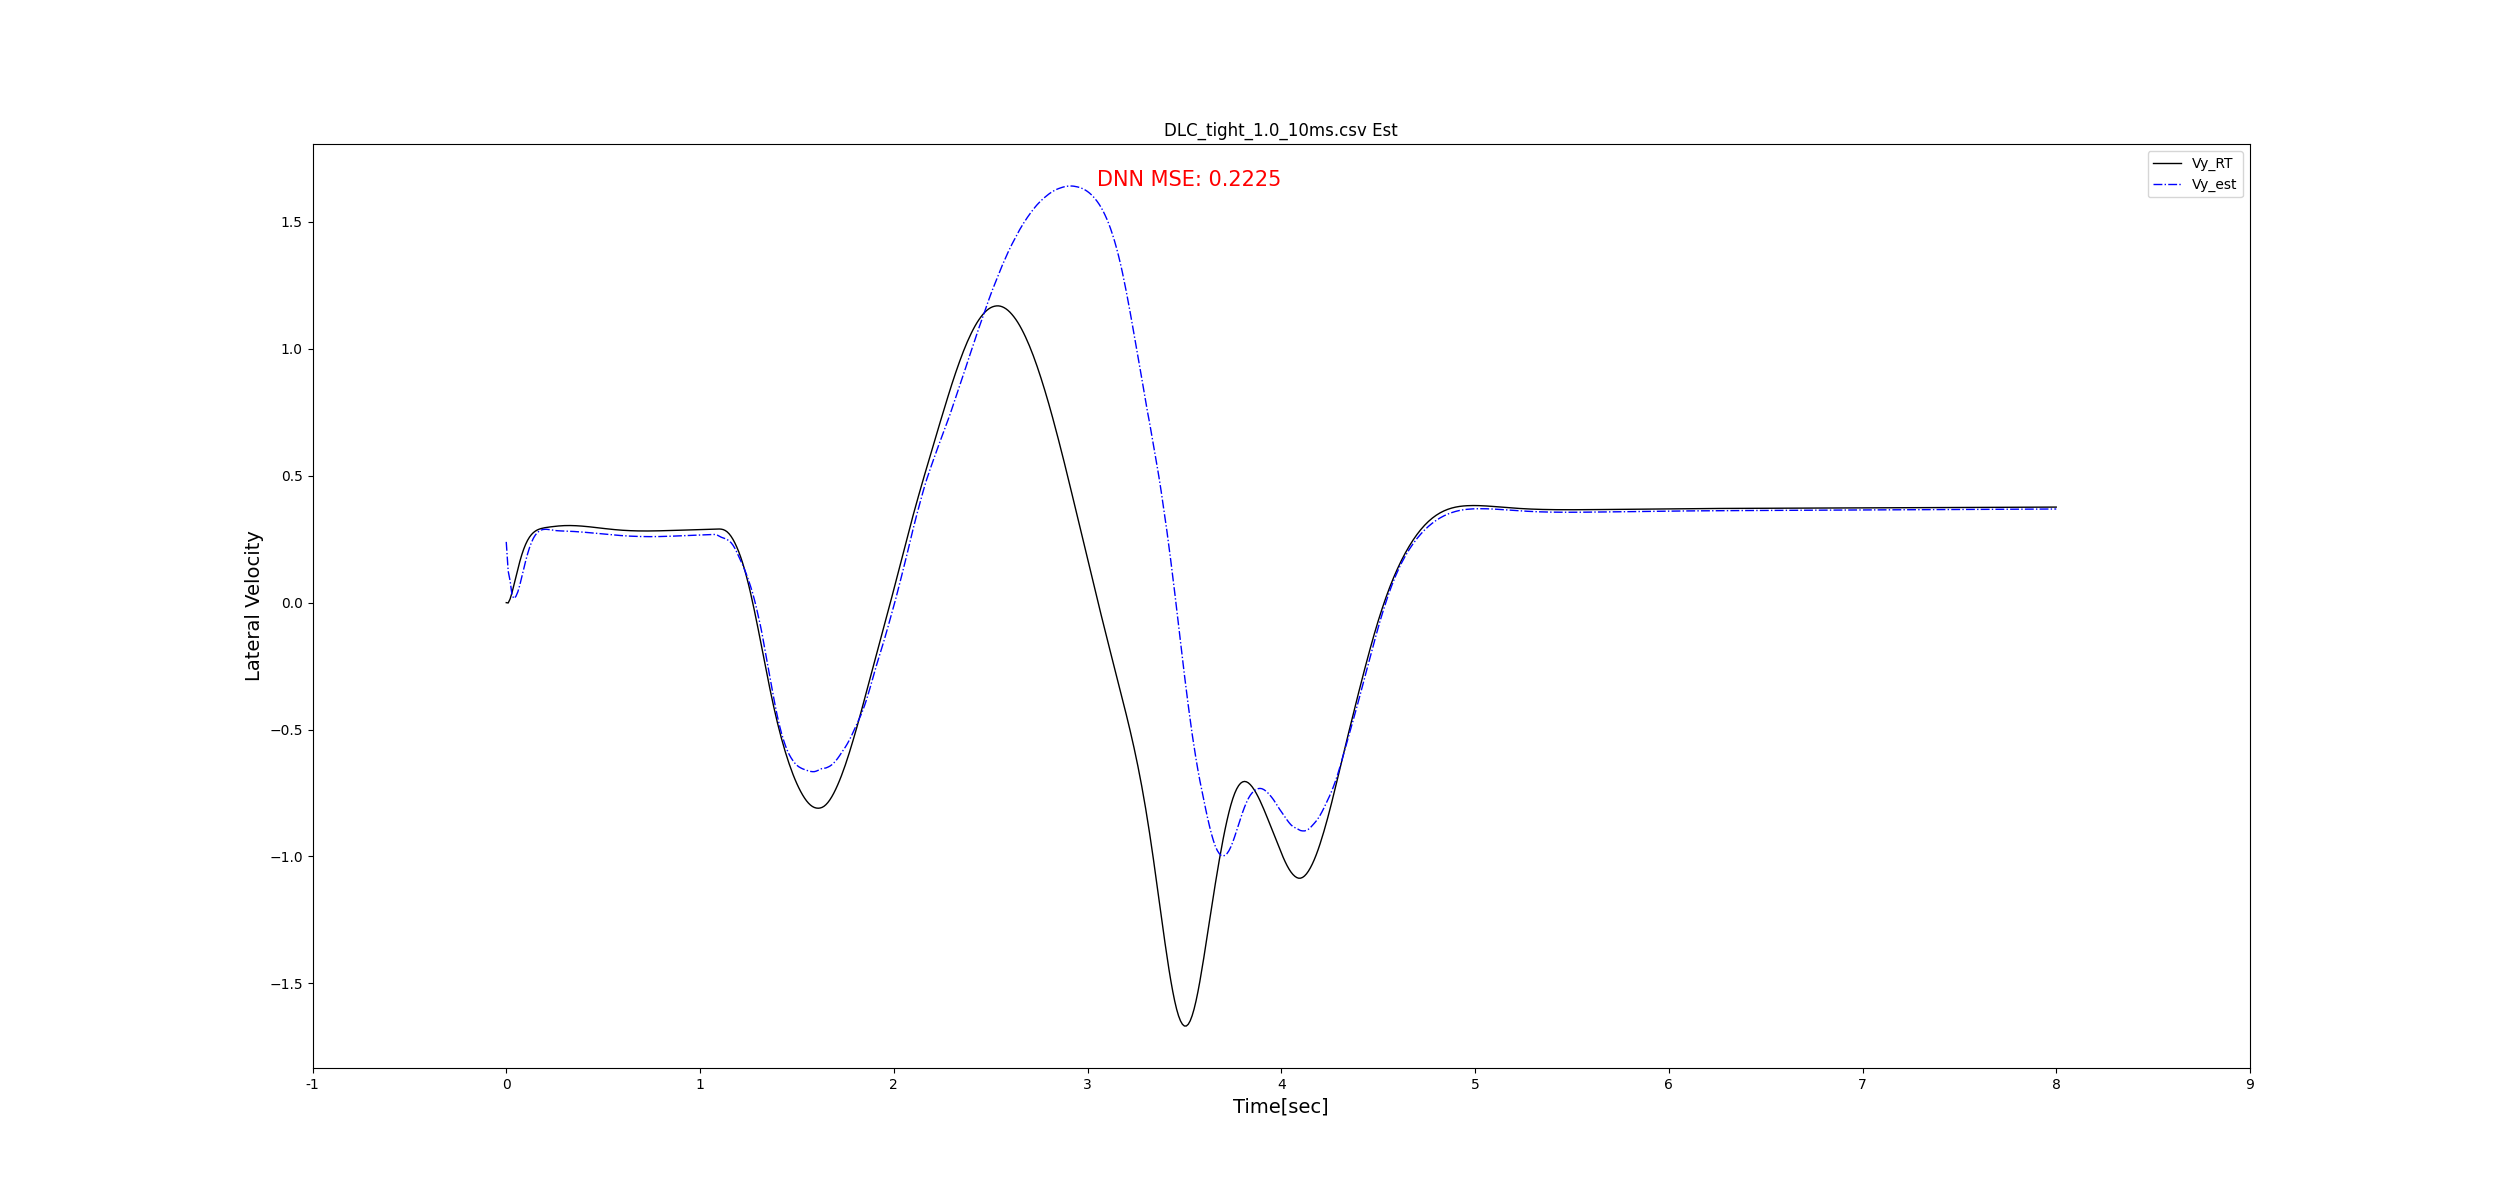 DLC_tight_1.0_10ms.csv Est
DNN MSE: 0.2225
Vy_RT
Vy_est
Lateral Velocity
1.5
1.0
0.5
0.0
−0.5
−1.0
−1.5
-1 0 1 2 3 4 5 6 7 8 9
Time[sec]